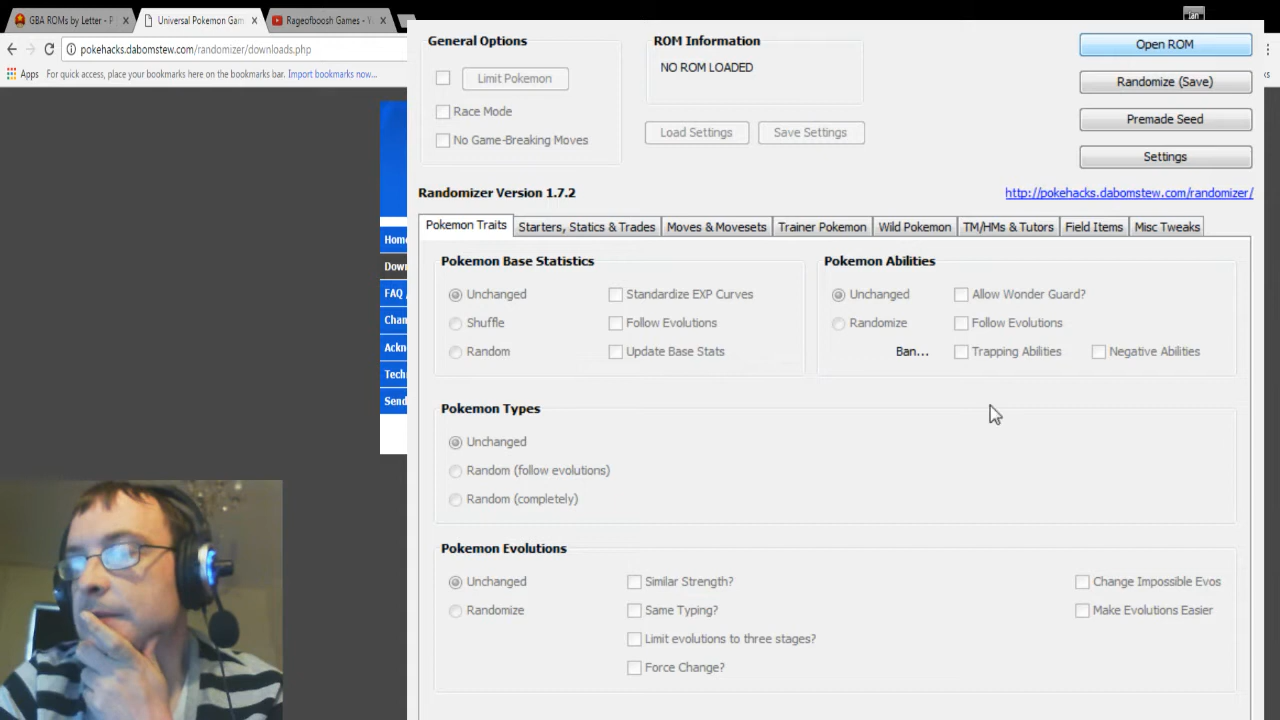 GBA ROMs by Letter - P
Universal Pokemon Gam
Rageofboosh Games -
Ian
pokehacks.dabomstew.com/randomizer/downloads.php
Apps For quick access, place your bookmarks here on the bookmarks bar. Import bookmarks now...
General Options
ROM Information
Open ROM
Limit Pokemon
NO ROM LOADED
Randomize (Save)
Race Mode
Premade Seed
No Game-Breaking Moves
Load Settings
Save Settings
Settings
Randomizer Version 1.7.2
http://pokehacks.dabomstew.com/randomizer/
Pokemon Traits Starters, Statics & Trades Moves & Movesets Trainer Pokemon Wild Pokemon TM/HMs & Tutors Field Items Misc Tweaks
Home
Down
FAQ /
Chan
Ackn
Tech
Send
Pokemon Base Statistics
Unchanged Standardize EXP Curves
Shuffle Follow Evolutions
Random Update Base Stats
Pokemon Abilities
Unchanged Allow Wonder Guard?
Randomize Follow Evolutions
Ban... Trapping Abilities Negative Abilities
Pokemon Types
Unchanged
Random (follow evolutions)
Random (completely)
Pokemon Evolutions
Unchanged Similar Strength? Change Impossible Evos
Randomize Same Typing? Make Evolutions Easier
Limit evolutions to three stages?
Force Change?